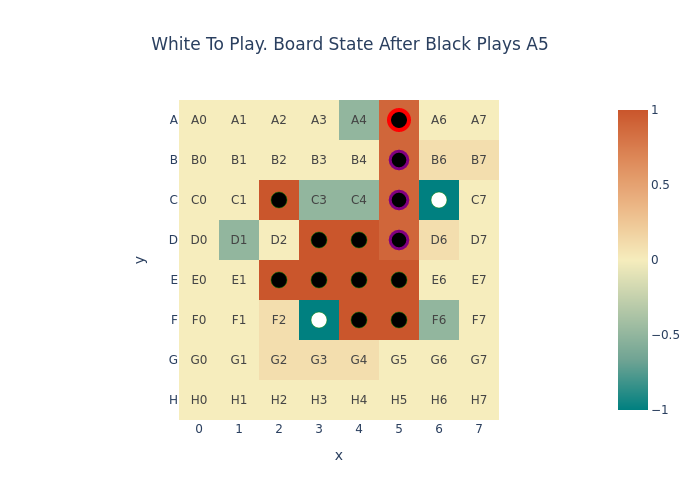 White To Play. Board State After Black Plays A5
A A0 A1 A2 A3 A4 A6 A7
B B0 B1 B2 B3 B4 B6 B7
C C0 C1 C3 C4 C7
D D0 D1 D2 D6 D7
E E0 E1 E6 E7
F F0 F1 F2 F6 F7
G G0 G1 G2 G3 G4 G5 G6 G7
H H0 H1 H2 H3 H4 H5 H6 H7
0 1 2 3 4 5 6 7
x
y
1
0.5
0
−0.5
−1